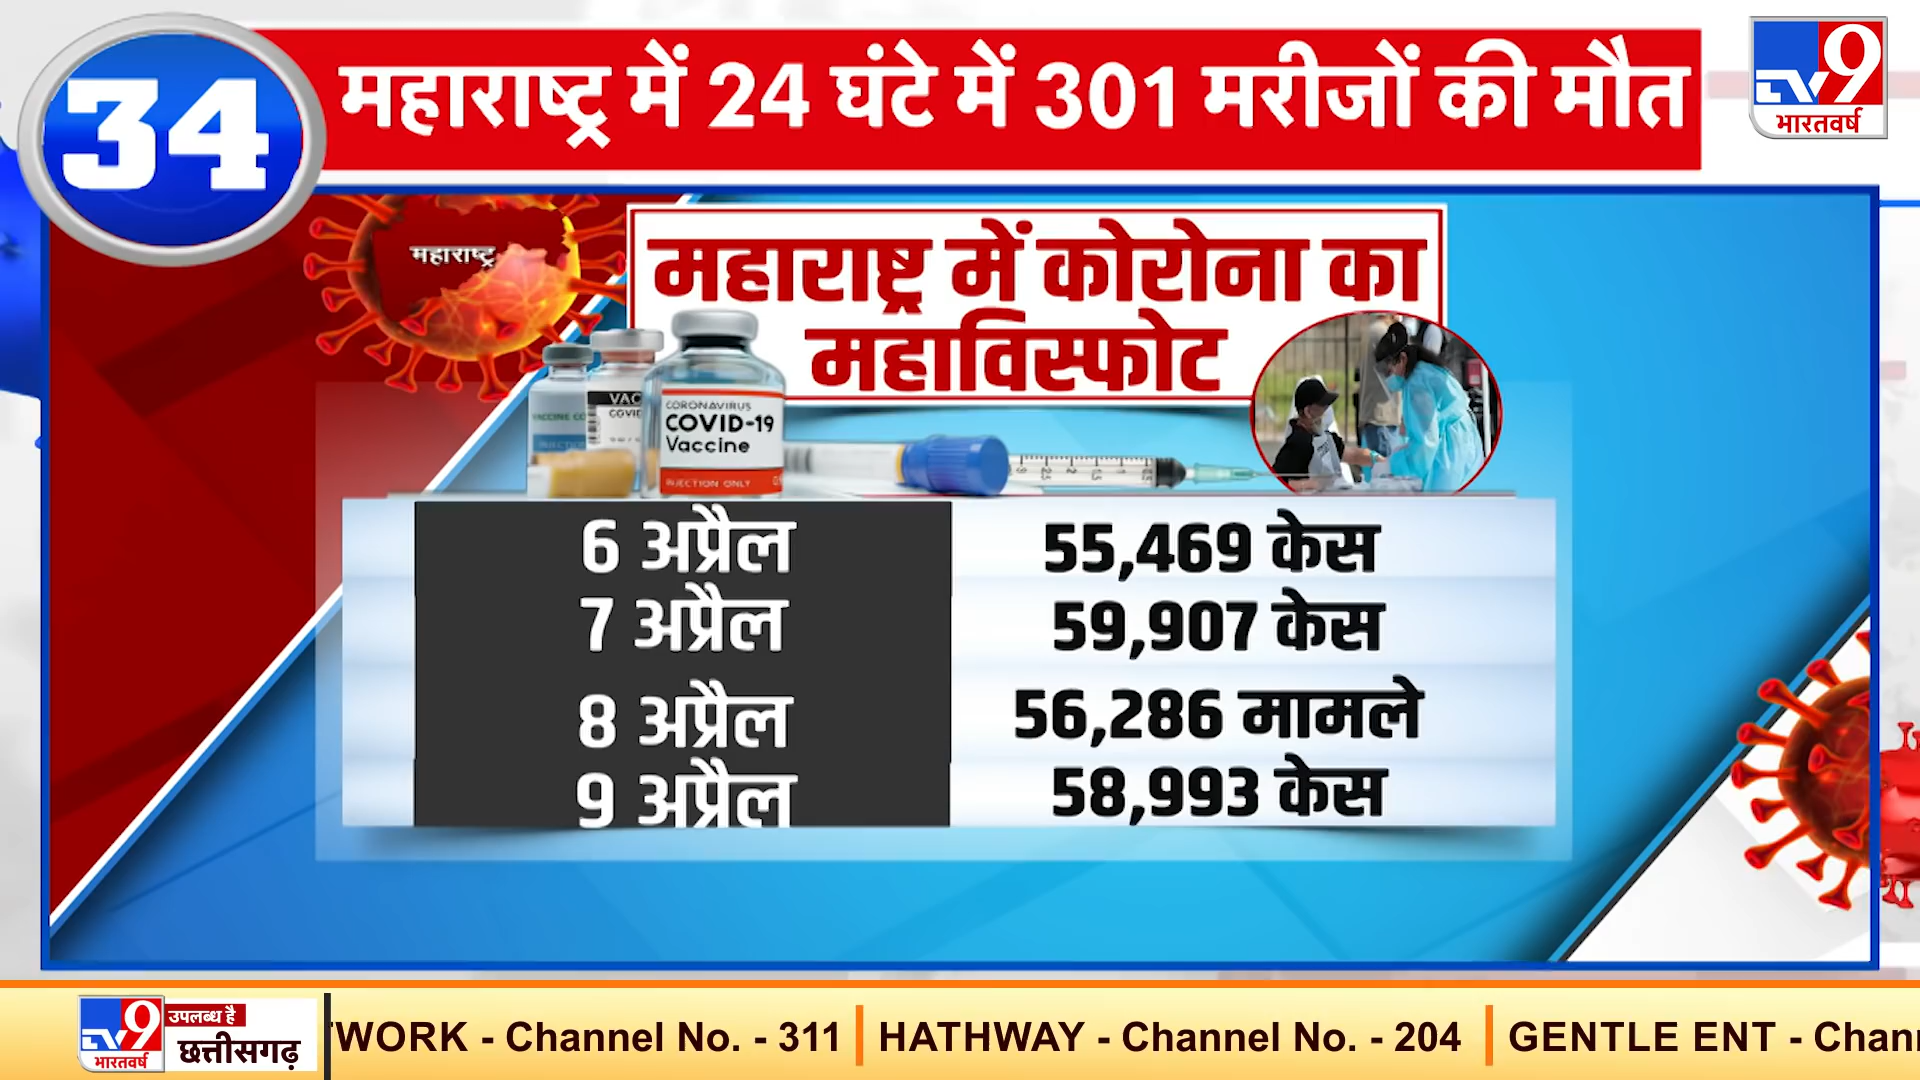 34
महाराष्ट्र में 24 घंटे में 301 मरीजों की मौत
TV9
भारतवर्ष
महाराष्ट्र
महाराष्ट्र में कोरोना का
महाविस्फोट
CORONAVIRUS
COVID-19
Vaccine
INJECTION ONLY
6 अप्रैल 55,469 केस
7 अप्रैल 59,907 केस
8 अप्रैल 56,286 मामले
9 अप्रैल 58,993 केस
TV9
भारतवर्ष
उपलब्ध है
छत्तीसगढ़
TWORK - Channel No. - 311 | HATHWAY - Channel No. - 204 | GENTLE ENT - Chann